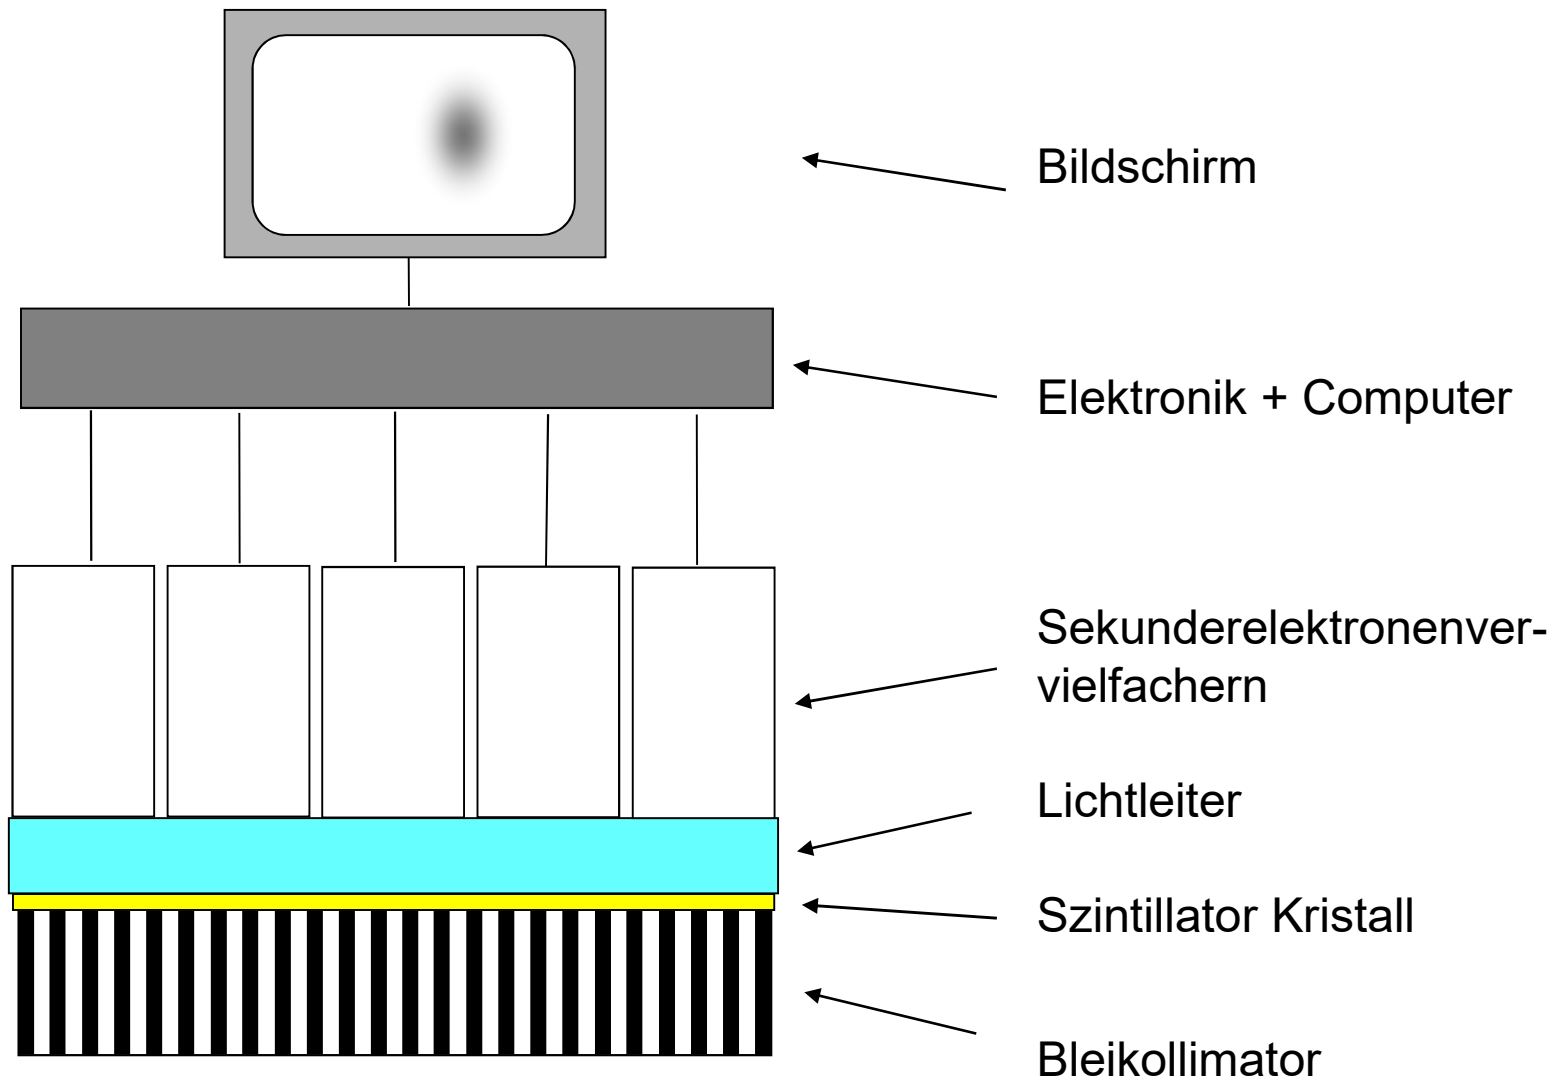 Bildschirm
Elektronik + Computer
Sekunderelektronenver-
vielfachern
Lichtleiter
Szintillator Kristall
Bleikollimator